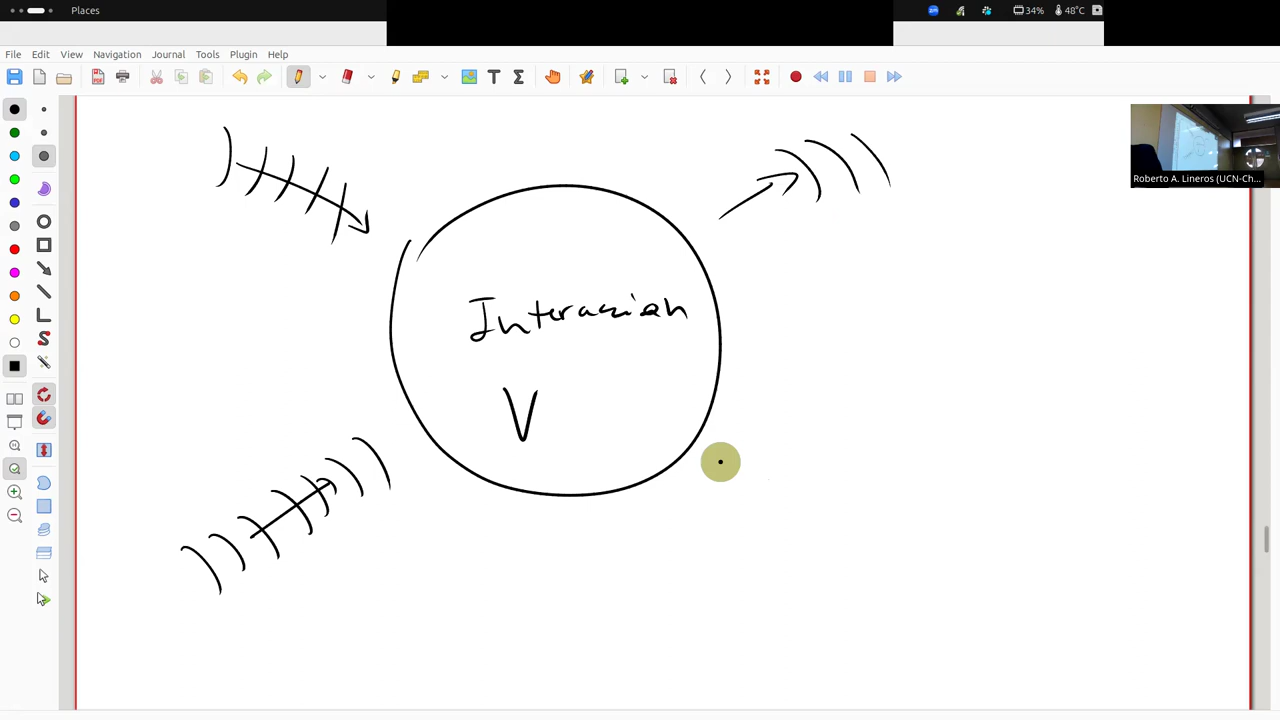 Places
34%
48°C
File Edit View Navigation Journal Tools Plugin Help
Roberto A. Lineros (UCN-Ch...
Interacción
V